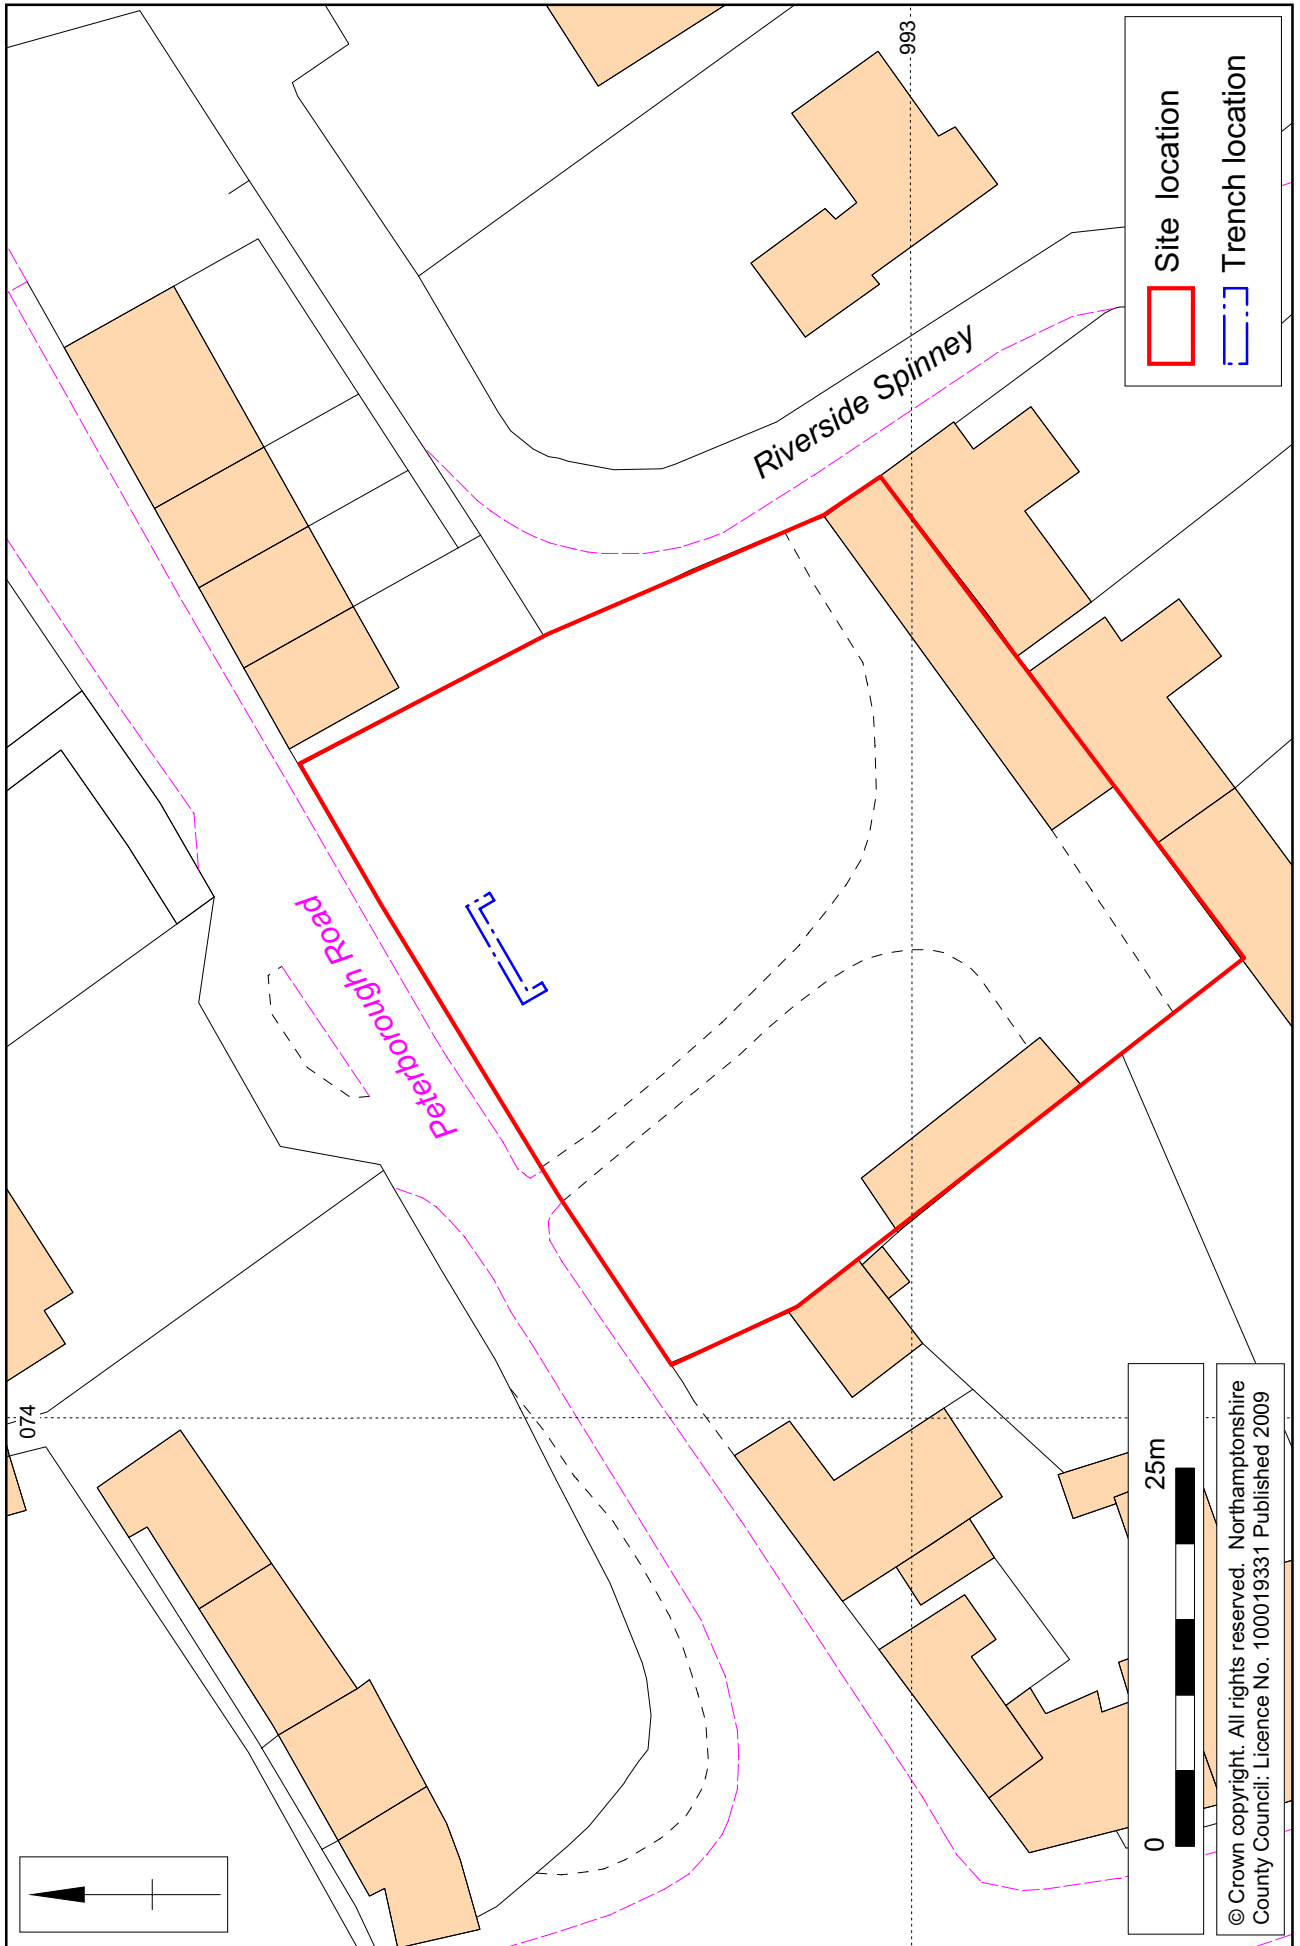 993
074
Peterborough Road
Riverside Spinney
Site location
Trench location
0 25m
© Crown copyright. All rights reserved. Northamptonshire
County Council: Licence No. 100019331 Published 2009